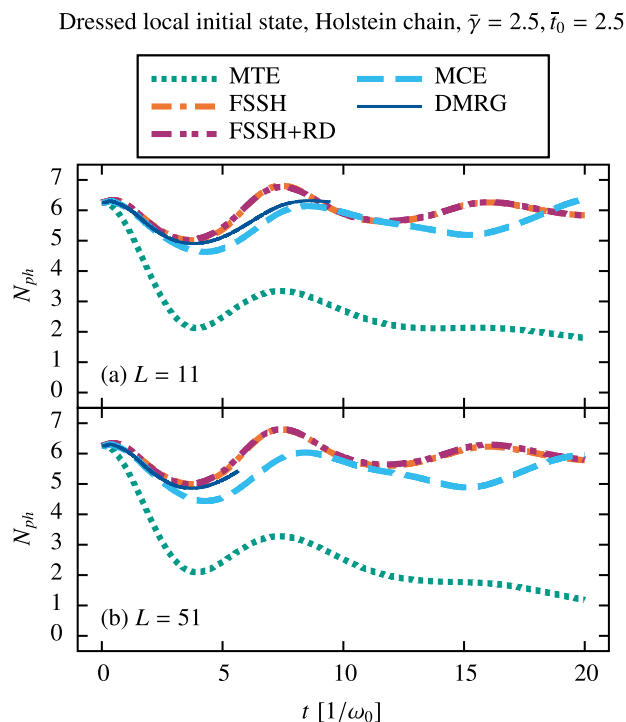 Dressed local initial state, Holstein chain, γ̄ = 2.5, t̄₀ = 2.5
MTE MCE
FSSH DMRG
FSSH+RD
7
6
5
4
3
2
1
0
N_ph
(a) L = 11
7
6
5
4
3
2
1
0
N_ph
(b) L = 51
0 5 10 15 20
t [1/ω₀]